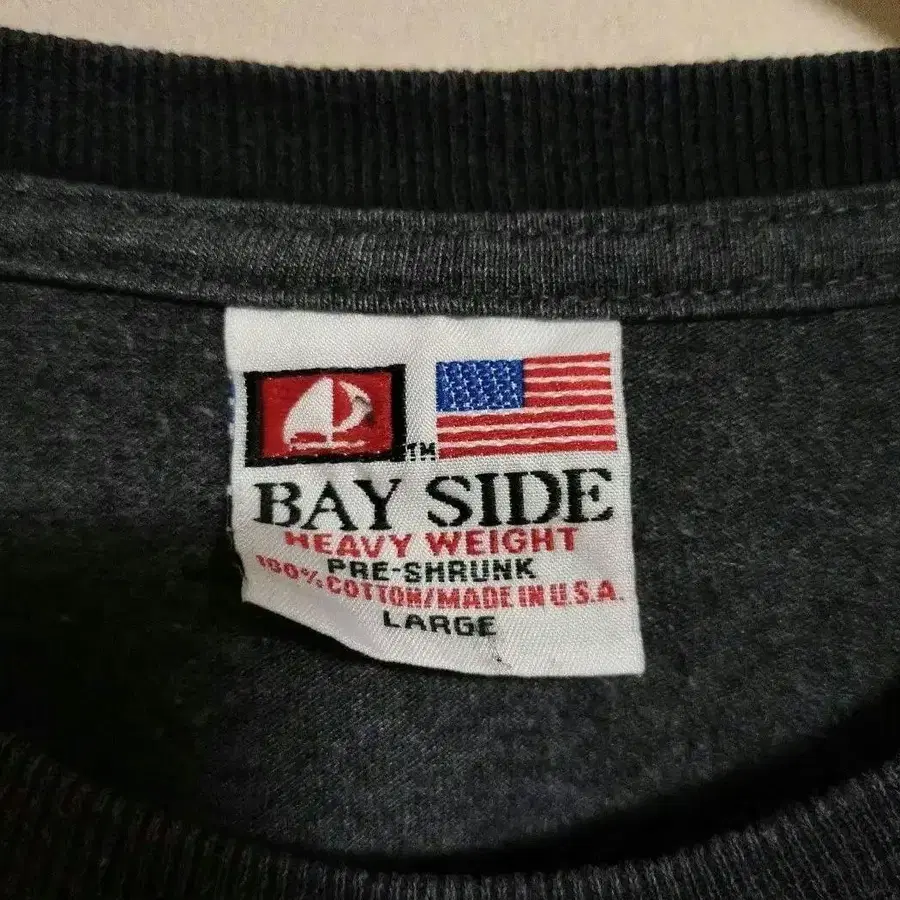 TM
BAY SIDE
HEAVY WEIGHT
PRE-SHRUNK
100% COTTON/MADE IN U.S.A.
LARGE